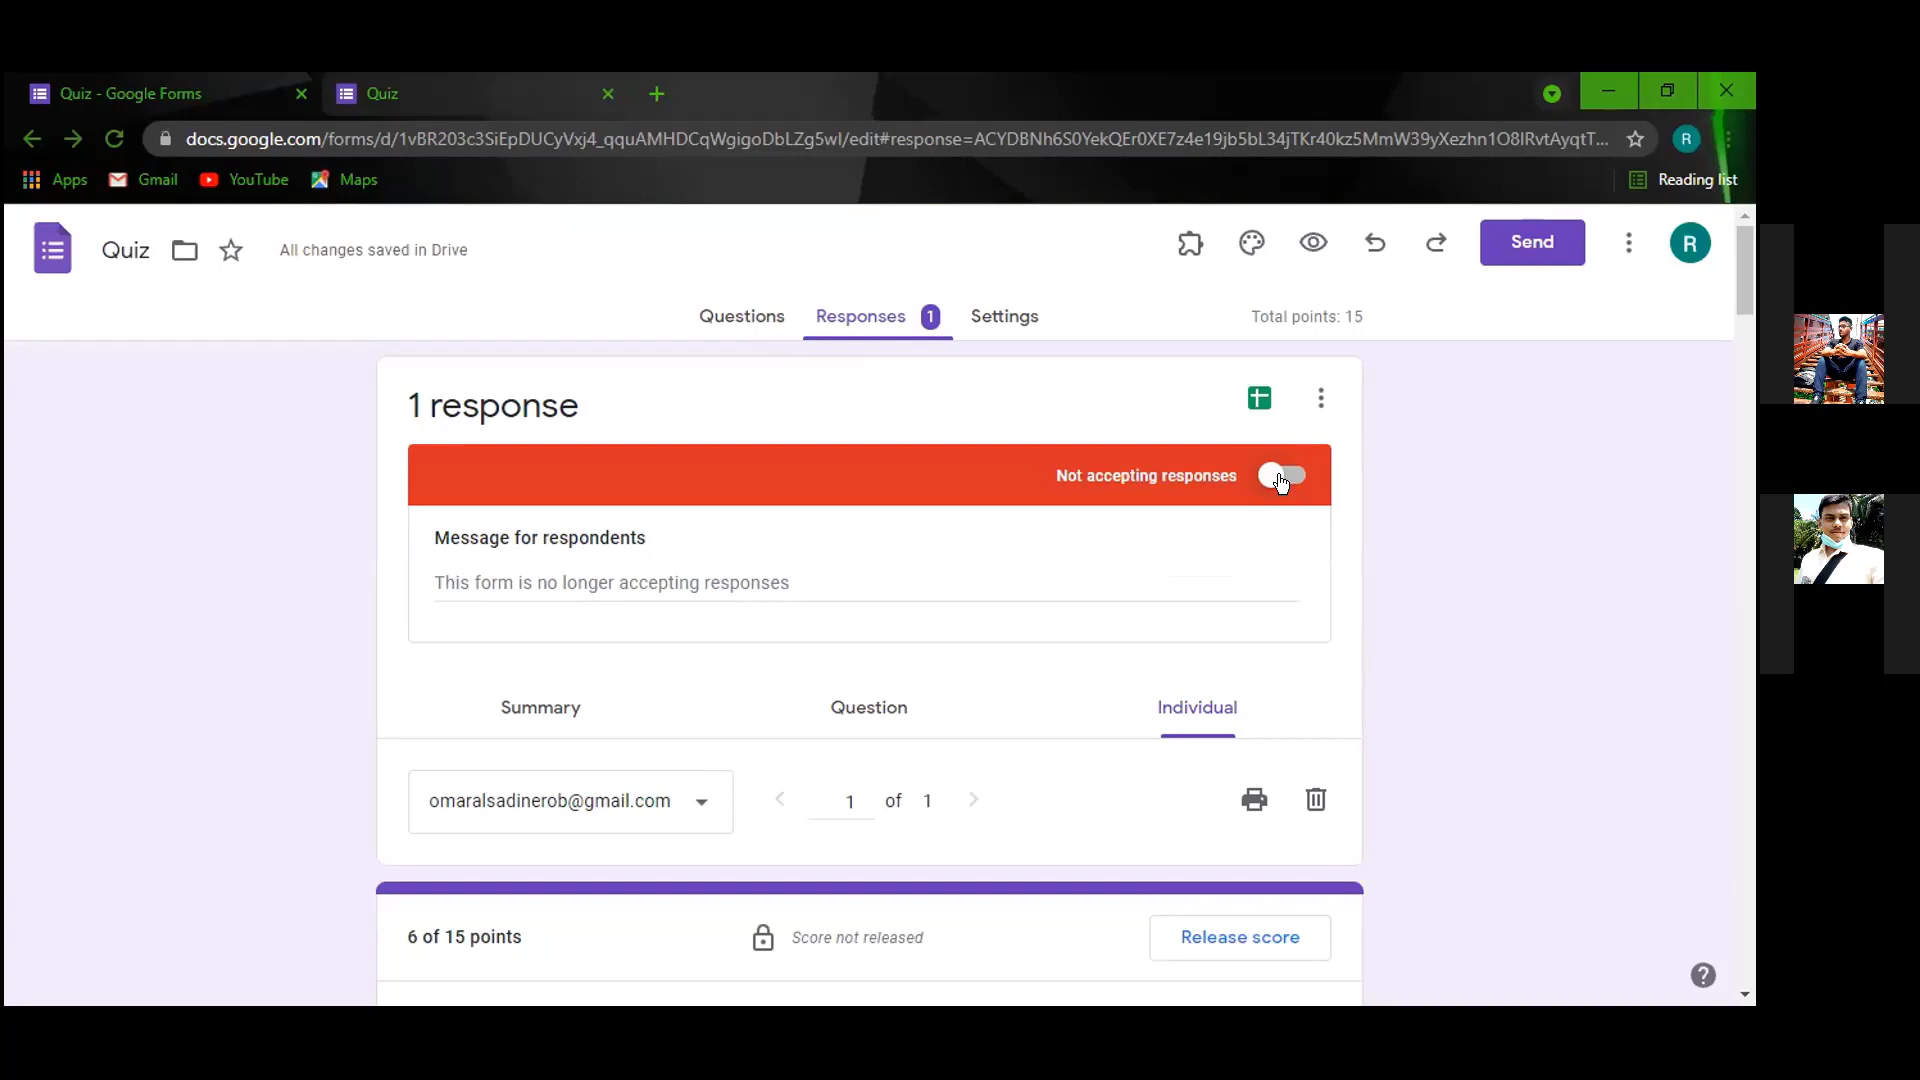 Quiz - Google Forms
Quiz
docs.google.com/forms/d/1vBR203c3SiEpDUCyVxj4_qquAMHDCqWgigoDbLZg5wI/edit#response=ACYDBNh6S0YekQEr0XE7z4e19jb5bL34jTKr40kz5MmW39yXezhn1O8IRvtAyqtT...
R
Apps
Gmail
YouTube
Maps
Reading list
Quiz
All changes saved in Drive
Send
R
Questions
Responses 1
Settings
Total points: 15
1 response
Not accepting responses
Message for respondents
This form is no longer accepting responses
Summary
Question
Individual
omaralsadinerob@gmail.com
1 of 1
6 of 15 points
Score not released
Release score